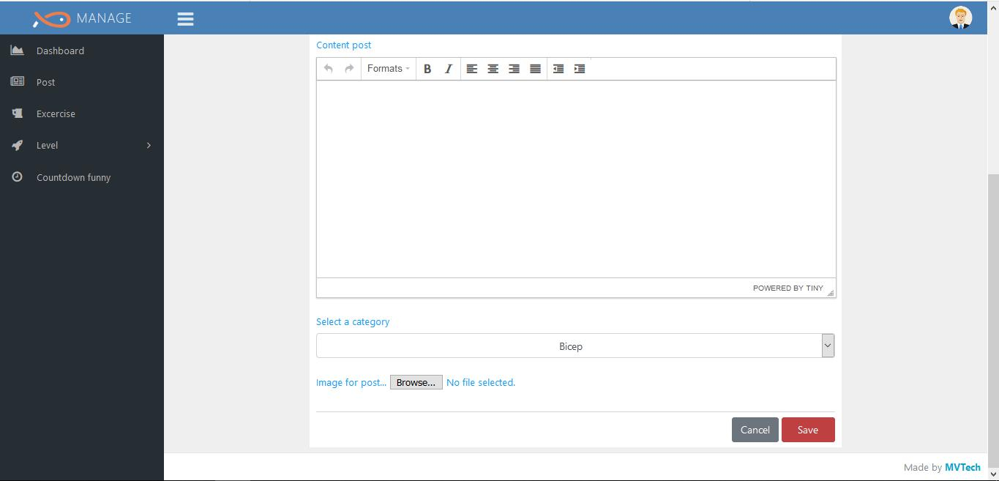 MANAGE
Dashboard
Post
Excercise
Level
Countdown funny
Content post
Formats B I
POWERED BY TINY
Select a category
Bicep
Image for post... Browse... No file selected.
Cancel Save
Made by MVTech